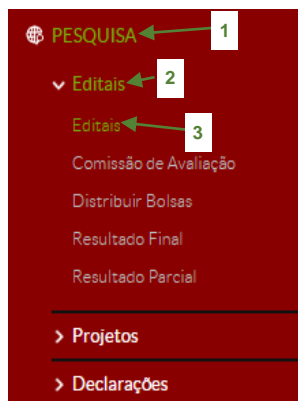 PESQUISA 1
Editais 2
Editais 3
Comissão de Avaliação
Distribuir Bolsas
Resultado Final
Resultado Parcial
Projetos
Declarações